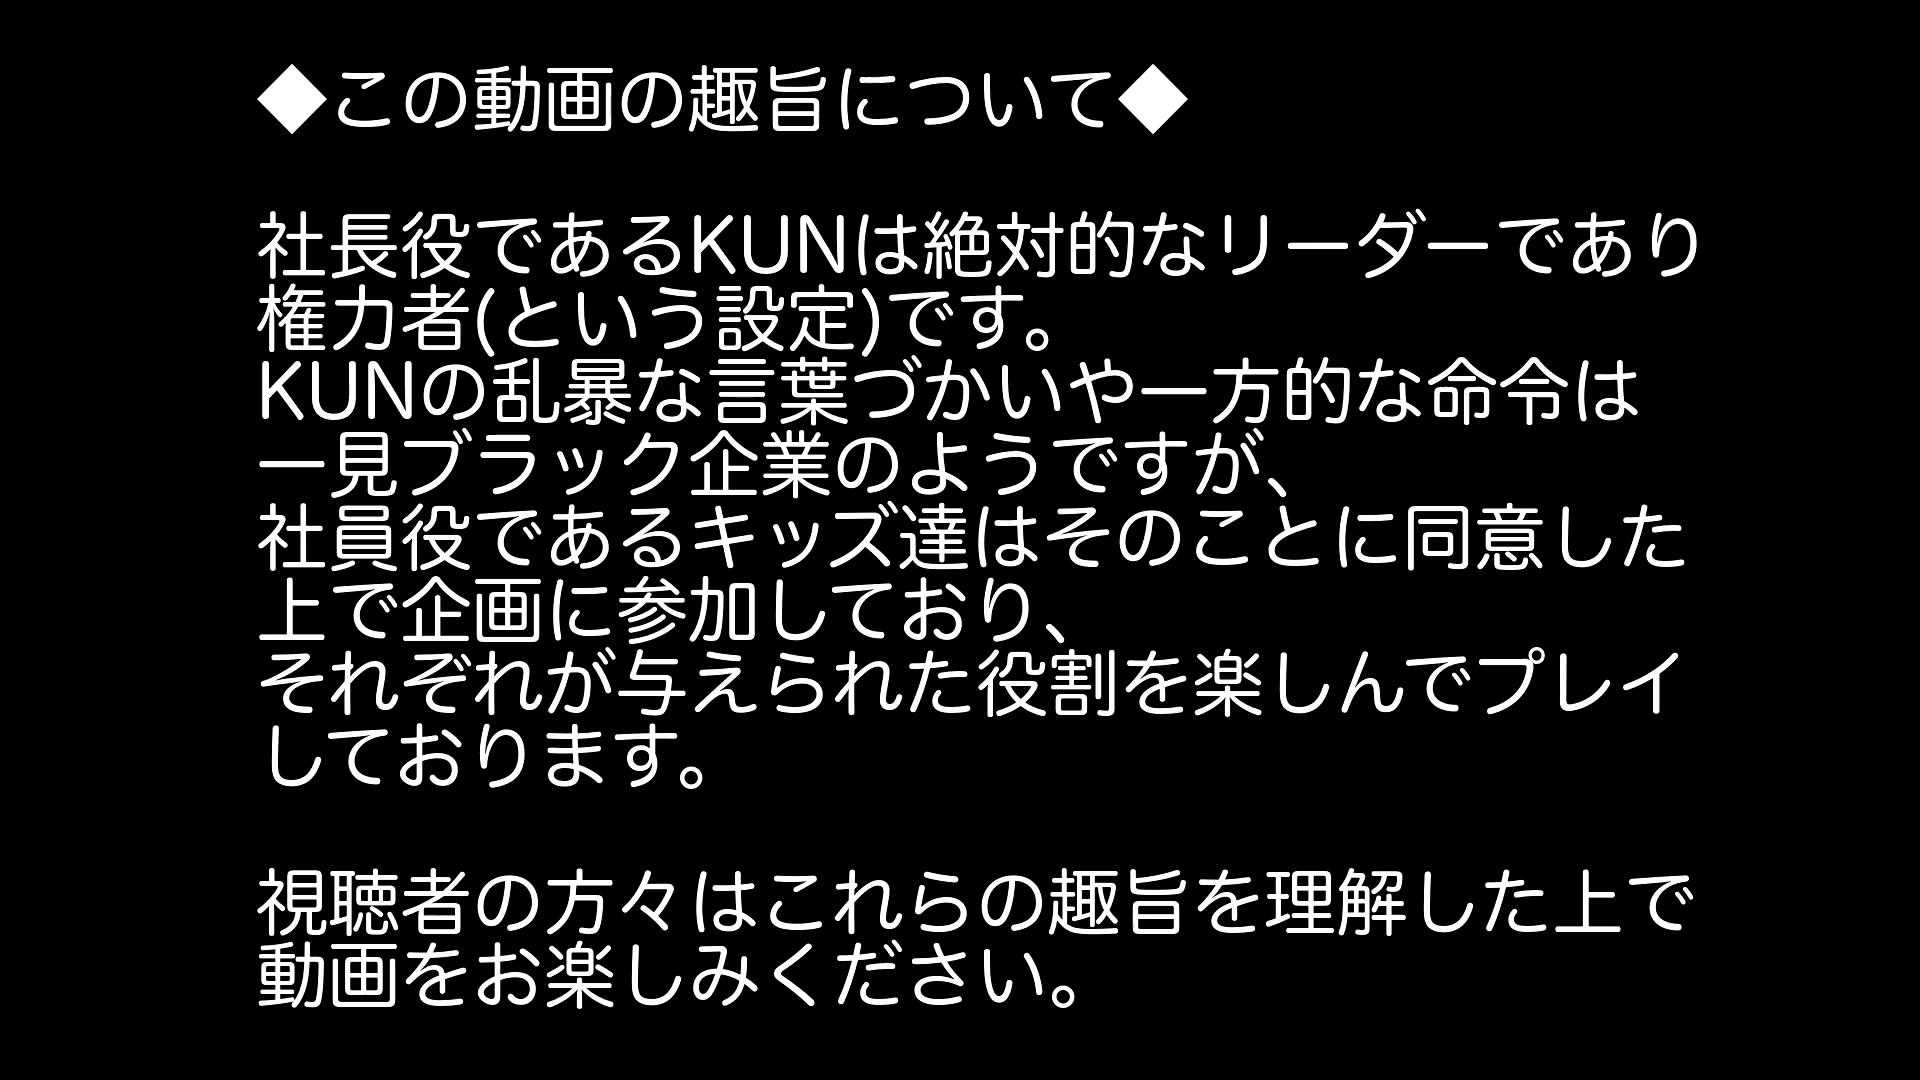 ◆この動画の趣旨について◆
社長役であるKUNは絶対的なリーダーであり
権力者(という設定)です。
KUNの乱暴な言葉づかいや一方的な命令は
一見ブラック企業のようですが、
社員役であるキッズ達はそのことに同意した
上で企画に参加しており、
それぞれが与えられた役割を楽しんでプレイ
しております。
視聴者の方々はこれらの趣旨を理解した上で
動画をお楽しみください。